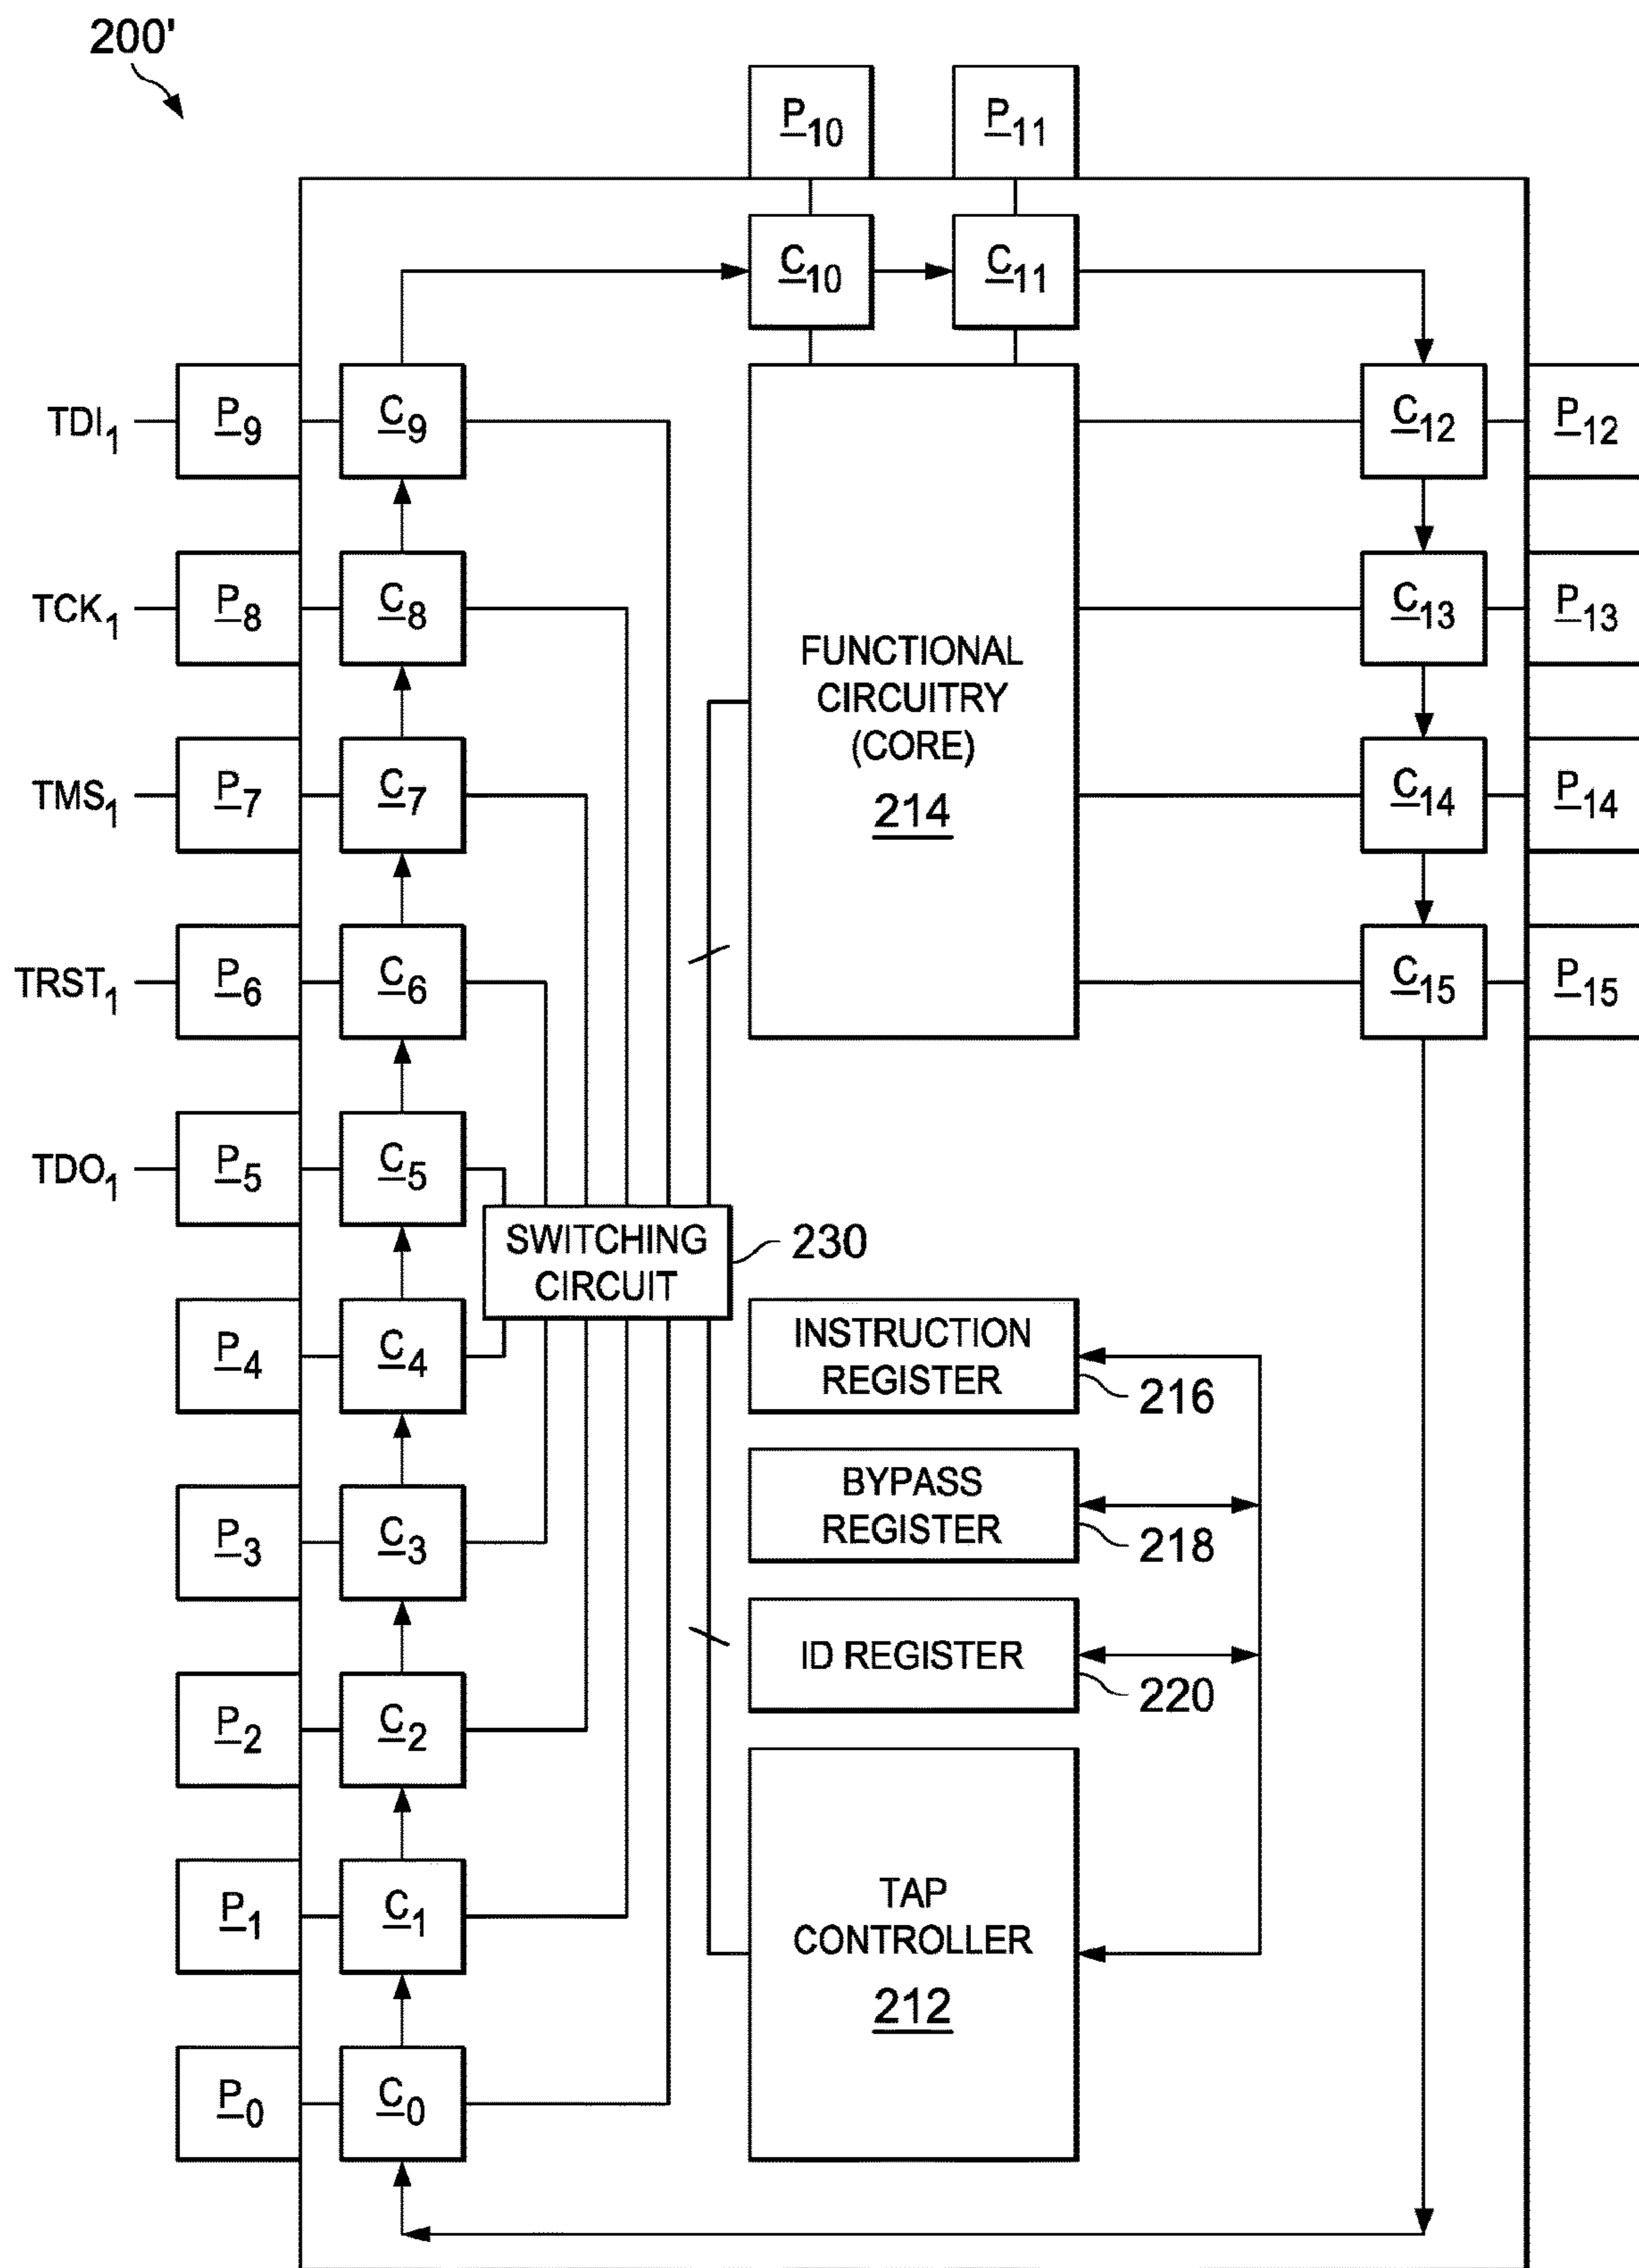 200'
P10 P11
C10 C11
TDI1 P9 C9 C12 P12
TCK1 P8 C8 C13 P13
FUNCTIONAL
CIRCUITRY
(CORE)
214
TMS1 P7 C7 C14 P14
TRST1 P6 C6 C15 P15
TDO1 P5 C5
SWITCHING
CIRCUIT
230
P4 C4
INSTRUCTION
REGISTER
216
P3 C3
BYPASS
REGISTER
218
P2 C2
ID REGISTER
220
P1 C1
TAP
CONTROLLER
212
P0 C0